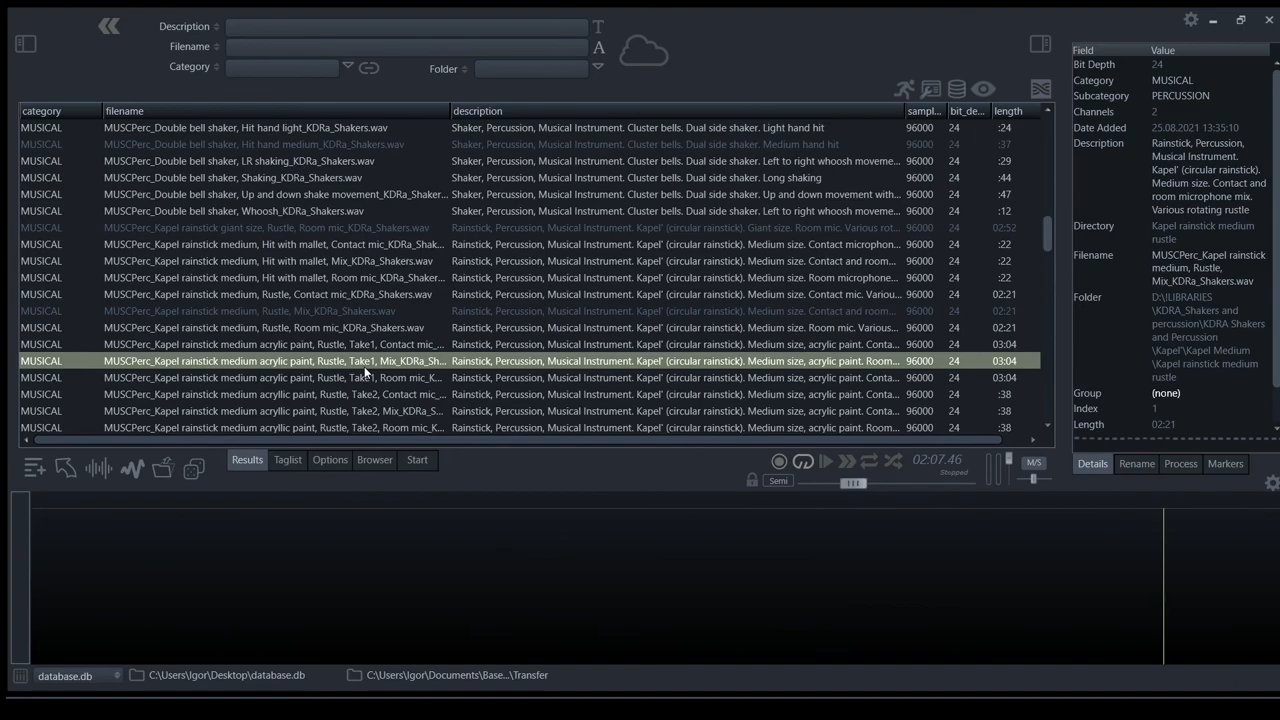 Description
T
Filename
A
Category
Folder
Field Value
Bit Depth 24
Category MUSICAL
Subcategory PERCUSSION
Channels 2
Date Added 25.08.2021 13:35:10
Description Rainstick, Percussion,
Musical Instrument.
Kapel' (circular rainstick).
Medium size. Contact and
room microphone mix.
Various rotating rustle
Directory Kapel rainstick medium
rustle
Filename MUSCPerc_Kapel rainstick
medium, Rustle,
Mix_KDRa_Shakers.wav
Folder D:\!LIBRARIES
\KDRA_Shakers and
percussion\KDRA Shakers
and Percussion
\Kapel'\Kapel Medium
\Kapel rainstick medium
rustle
Group (none)
Index 1
Length 02:21
category filename description sampl... bit_de... length
MUSICAL MUSCPerc_Double bell shaker, Hit hand light_KDRa_Shakers.wav Shaker, Percussion, Musical Instrument. Cluster bells. Dual side shaker. Light hand hit 96000 24 :24
MUSICAL MUSCPerc_Double bell shaker, Hit hand medium_KDRa_Shakers.wav Shaker, Percussion, Musical Instrument. Cluster bells. Dual side shaker. Medium hand hit 96000 24 :37
MUSICAL MUSCPerc_Double bell shaker, LR shaking_KDRa_Shakers.wav Shaker, Percussion, Musical Instrument. Cluster bells. Dual side shaker. Left to right whoosh moveme... 96000 24 :29
MUSICAL MUSCPerc_Double bell shaker, Shaking_KDRa_Shakers.wav Shaker, Percussion, Musical Instrument. Cluster bells. Dual side shaker. Long shaking 96000 24 :44
MUSICAL MUSCPerc_Double bell shaker, Up and down shake movement_KDRa_Shaker... Shaker, Percussion, Musical Instrument. Cluster bells. Dual side shaker. Up and down movement with... 96000 24 :47
MUSICAL MUSCPerc_Double bell shaker, Whoosh_KDRa_Shakers.wav Shaker, Percussion, Musical Instrument. Cluster bells. Dual side shaker. Left to right whoosh moveme... 96000 24 :12
MUSICAL MUSCPerc_Kapel rainstick giant size, Rustle, Room mic_KDRa_Shakers.wav Rainstick, Percussion, Musical Instrument. Kapel' (circular rainstick). Giant size. Room mic. Various rot... 96000 24 02:52
MUSICAL MUSCPerc_Kapel rainstick medium, Hit with mallet, Contact mic_KDRa_Shak... Rainstick, Percussion, Musical Instrument. Kapel' (circular rainstick). Medium size. Contact microphon... 96000 24 :22
MUSICAL MUSCPerc_Kapel rainstick medium, Hit with mallet, Mix_KDRa_Shakers.wav Rainstick, Percussion, Musical Instrument. Kapel' (circular rainstick). Medium size. Contact and room... 96000 24 :22
MUSICAL MUSCPerc_Kapel rainstick medium, Hit with mallet, Room mic_KDRa_Shaker... Rainstick, Percussion, Musical Instrument. Kapel' (circular rainstick). Medium size. Room microphone... 96000 24 :22
MUSICAL MUSCPerc_Kapel rainstick medium, Rustle, Contact mic_KDRa_Shakers.wav Rainstick, Percussion, Musical Instrument. Kapel' (circular rainstick). Medium size. Contact mic. Variou... 96000 24 02:21
MUSICAL MUSCPerc_Kapel rainstick medium, Rustle, Mix_KDRa_Shakers.wav Rainstick, Percussion, Musical Instrument. Kapel' (circular rainstick). Medium size. Contact and room... 96000 24 02:21
MUSICAL MUSCPerc_Kapel rainstick medium, Rustle, Room mic_KDRa_Shakers.wav Rainstick, Percussion, Musical Instrument. Kapel' (circular rainstick). Medium size. Room mic. Various... 96000 24 02:21
MUSICAL MUSCPerc_Kapel rainstick medium acrylic paint, Rustle, Take1, Contact mic_... Rainstick, Percussion, Musical Instrument. Kapel' (circular rainstick). Medium size, acrylic paint. Conta... 96000 24 03:04
MUSICAL MUSCPerc_Kapel rainstick medium acrylic paint, Rustle, Take1, Mix_KDRa_Sh... Rainstick, Percussion, Musical Instrument. Kapel' (circular rainstick). Medium size, acrylic paint. Room... 96000 24 03:04
MUSICAL MUSCPerc_Kapel rainstick medium acrylic paint, Rustle, Take1, Room mic_K... Rainstick, Percussion, Musical Instrument. Kapel' (circular rainstick). Medium size, acrylic paint. Conta... 96000 24 03:04
MUSICAL MUSCPerc_Kapel rainstick medium acryllic paint, Rustle, Take2, Contact mic_... Rainstick, Percussion, Musical Instrument. Kapel' (circular rainstick). Medium size, acrylic paint. Conta... 96000 24 :38
MUSICAL MUSCPerc_Kapel rainstick medium acryllic paint, Rustle, Take2, Mix_KDRa_S... Rainstick, Percussion, Musical Instrument. Kapel' (circular rainstick). Medium size, acrylic paint. Conta... 96000 24 :38
MUSICAL MUSCPerc_Kapel rainstick medium acryllic paint, Rustle, Take2, Room mic_K... Rainstick, Percussion, Musical Instrument. Kapel' (circular rainstick). Medium size, acrylic paint. Room... 96000 24 :38
Results Taglist Options Browser Start
02:07.46
Stopped
Semi
M/S
Details Rename Process Markers
database.db C:\Users\Igor\Desktop\database.db C:\Users\Igor\Documents\Base...\Transfer